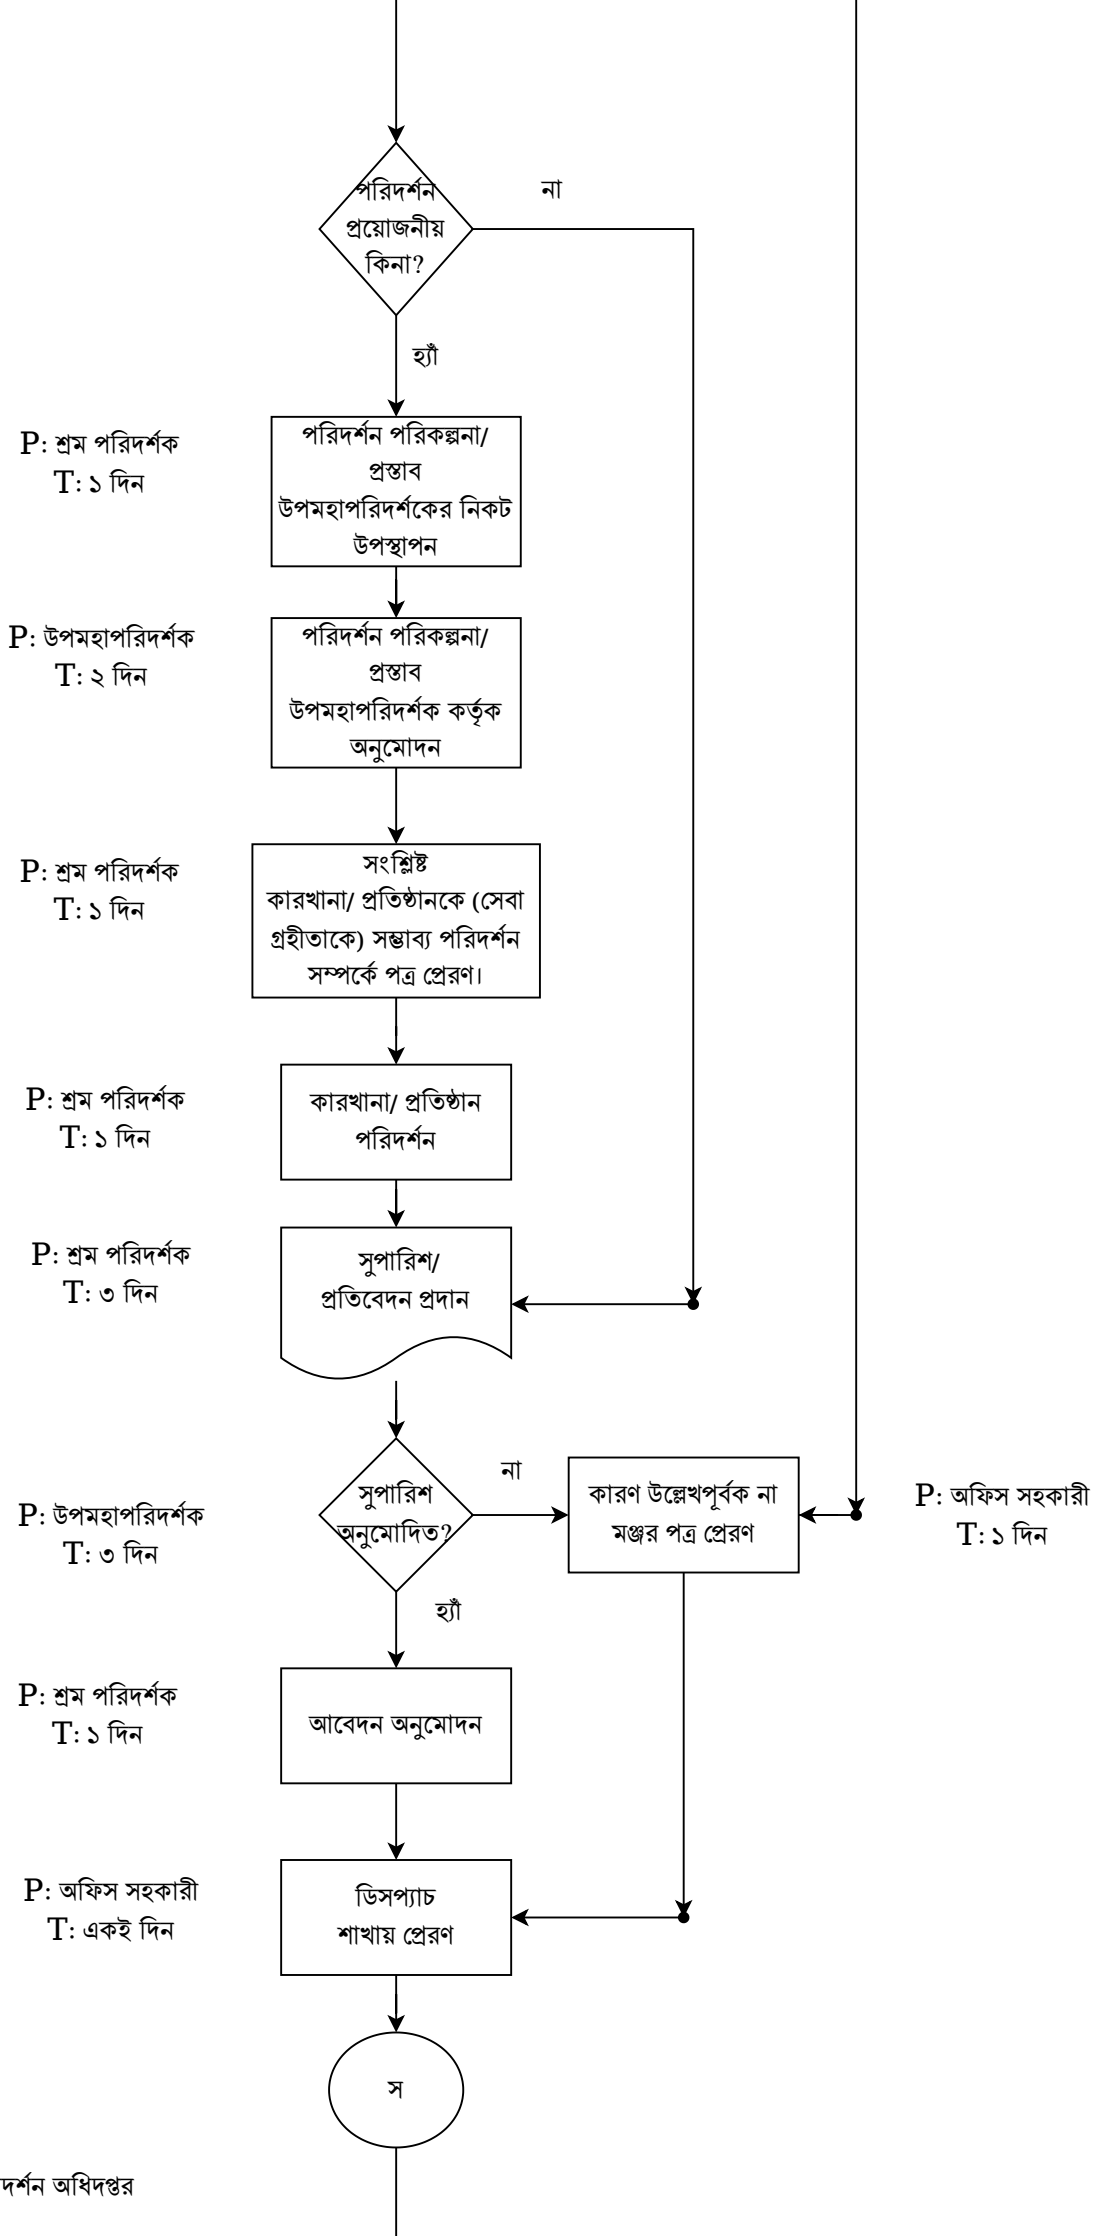 পরিদর্শন
প্রয়োজনীয়
কিনা?
না
হ্যাঁ
P: শ্রম পরিদর্শক
T: ১ দিন
পরিদর্শন পরিকল্পনা/
প্রস্তাব
উপমহাপরিদর্শকের নিকট
উপস্থাপন
P: উপমহাপরিদর্শক
T: ২ দিন
পরিদর্শন পরিকল্পনা/
প্রস্তাব
উপমহাপরিদর্শক কর্তৃক
অনুমোদন
P: শ্রম পরিদর্শক
T: ১ দিন
সংশ্লিষ্ট
কারখানা/ প্রতিষ্ঠানকে (সেবা
গ্রহীতাকে) সম্ভাব্য পরিদর্শন
সম্পর্কে পত্র প্রেরণ।
P: শ্রম পরিদর্শক
T: ১ দিন
কারখানা/ প্রতিষ্ঠান
পরিদর্শন
P: শ্রম পরিদর্শক
T: ৩ দিন
সুপারিশ/
প্রতিবেদন প্রদান
P: উপমহাপরিদর্শক
T: ৩ দিন
সুপারিশ
অনুমোদিত?
না
কারণ উল্লেখপূর্বক না
মঞ্জর পত্র প্রেরণ
P: অফিস সহকারী
T: ১ দিন
হ্যাঁ
P: শ্রম পরিদর্শক
T: ১ দিন
আবেদন অনুমোদন
P: অফিস সহকারী
T: একই দিন
ডিসপ্যাচ
শাখায় প্রেরণ
স
দর্শন অধিদপ্তর